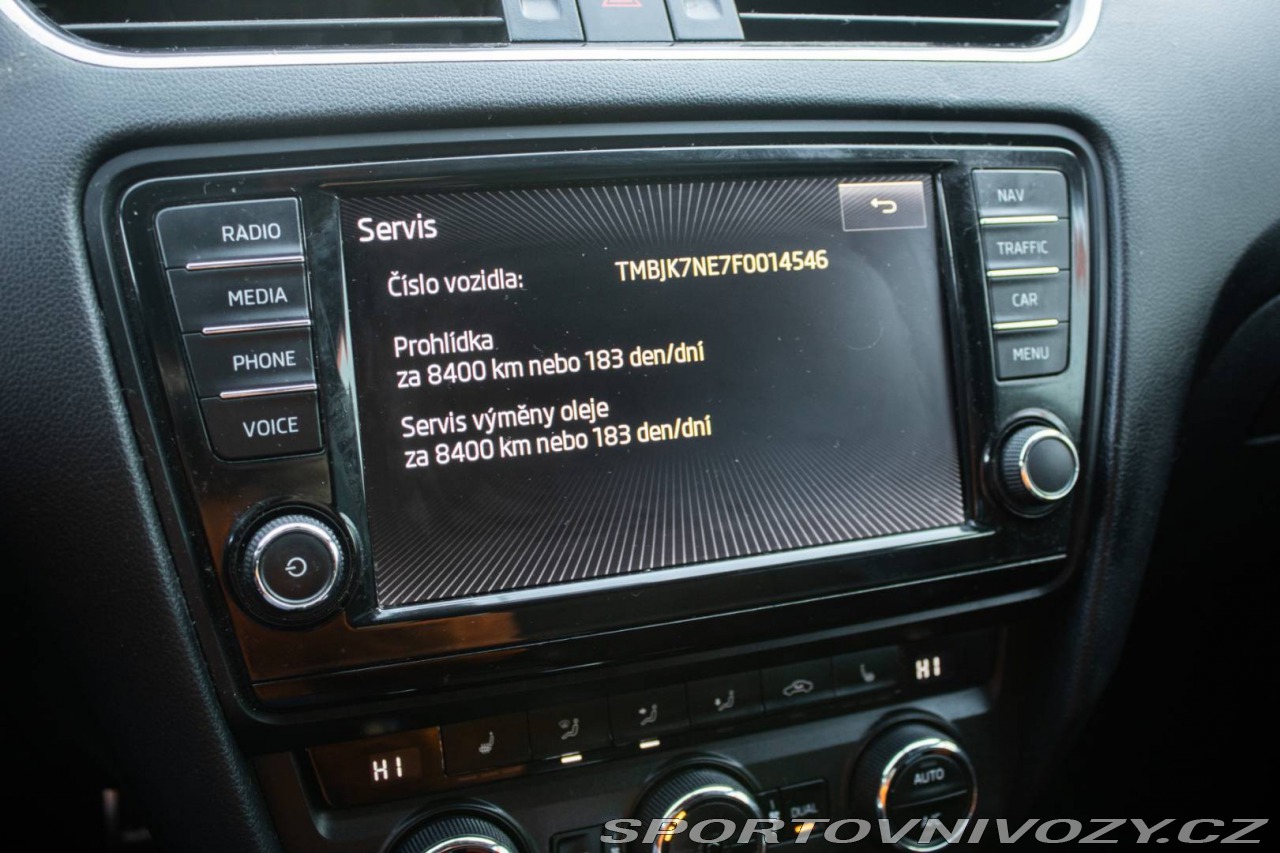 Servis
Číslo vozidla: TMBJK7NE7F0014546
Prohlídka
za 8400 km nebo 183 den/dní
Servis výměny oleje
za 8400 km nebo 183 den/dní
RADIO
MEDIA
PHONE
VOICE
NAV
TRAFFIC
CAR
MENU
HI
HI
AUTO
DUAL
SPORTOVNIVOZY.CZ